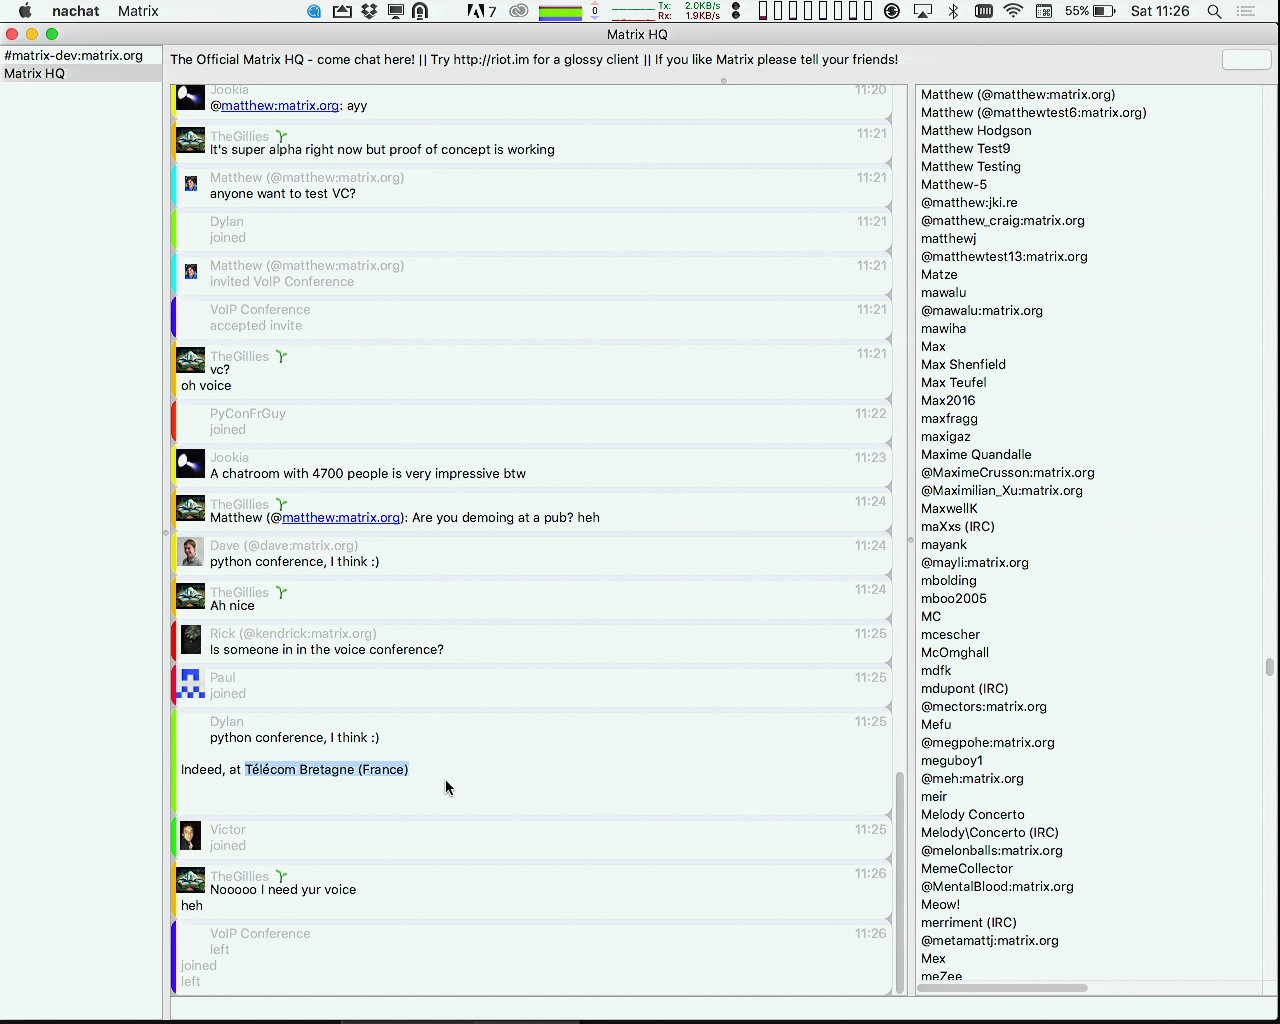 nachat Matrix 7 0 Tx: 2.0KB/s Rx: 1.9KB/s 55% Sat 11:26
Matrix HQ
#matrix-dev:matrix.org
Matrix HQ
The Official Matrix HQ - come chat here! || Try http://riot.im for a glossy client || If you like Matrix please tell your friends!
Jookia 11:20
@matthew:matrix.org: ayy
TheGillies 11:21
It's super alpha right now but proof of concept is working
Matthew (@matthew:matrix.org) 11:21
anyone want to test VC?
Dylan 11:21
joined
Matthew (@matthew:matrix.org) 11:21
invited VoIP Conference
VoIP Conference 11:21
accepted invite
TheGillies 11:21
vc?
oh voice
PyConFrGuy 11:22
joined
Jookia 11:23
A chatroom with 4700 people is very impressive btw
TheGillies 11:24
Matthew (@matthew:matrix.org): Are you demoing at a pub? heh
Dave (@dave:matrix.org) 11:24
python conference, I think :)
TheGillies 11:24
Ah nice
Rick (@kendrick:matrix.org) 11:25
Is someone in in the voice conference?
Paul 11:25
joined
Dylan 11:25
python conference, I think :)
Indeed, at Télécom Bretagne (France)
Victor 11:25
joined
TheGillies 11:26
Nooooo I need yur voice
heh
VoIP Conference 11:26
left
joined
left
Matthew (@matthew:matrix.org)
Matthew (@matthewtest6:matrix.org)
Matthew Hodgson
Matthew Test9
Matthew Testing
Matthew-5
@matthew:jki.re
@matthew_craig:matrix.org
matthewj
@matthewtest13:matrix.org
Matze
mawalu
@mawalu:matrix.org
mawiha
Max
Max Shenfield
Max Teufel
Max2016
maxfragg
maxigaz
Maxime Quandalle
@MaximeCrusson:matrix.org
@Maximilian_Xu:matrix.org
MaxwellK
maXxs (IRC)
mayank
@mayli:matrix.org
mbolding
mboo2005
MC
mcescher
McOmghall
mdfk
mdupont (IRC)
@mectors:matrix.org
Mefu
@megpohe:matrix.org
meguboy1
@meh:matrix.org
meir
Melody Concerto
Melody\Concerto (IRC)
@melonballs:matrix.org
MemeCollector
@MentalBlood:matrix.org
Meow!
merriment (IRC)
@metamattj:matrix.org
Mex
meZee